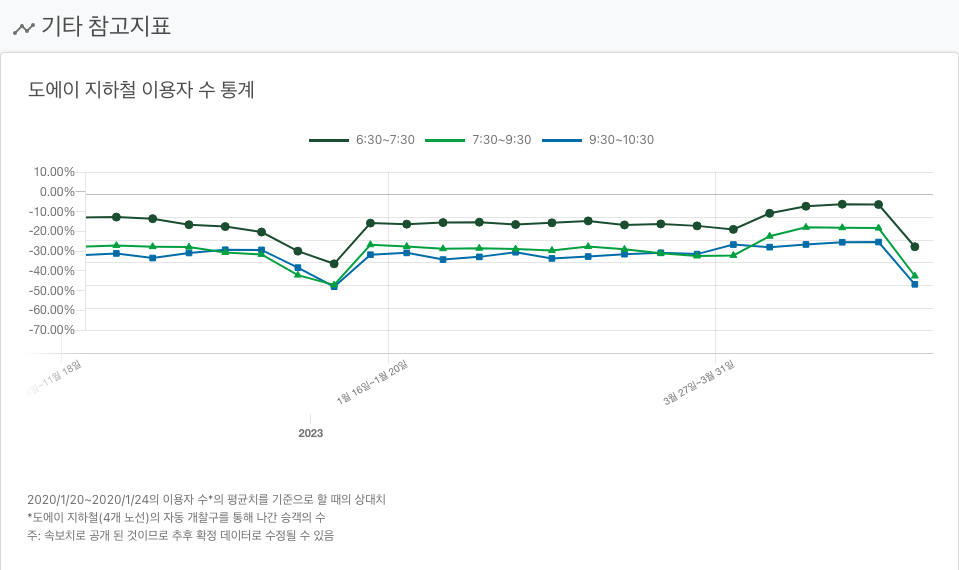 기타 참고지표
도에이 지하철 이용자 수 통계
6:30~7:30 7:30~9:30 9:30~10:30
10.00%
0.00%
-10.00%
-20.00%
-30.00%
-40.00%
-50.00%
-60.00%
-70.00%
~11월 18일
1월 16일~1월 20일
3월 27일~3월 31일
2023
2020/1/20~2020/1/24의 이용자 수*의 평균치를 기준으로 할 때의 상대치
*도에이 지하철(4개 노선)의 자동 개찰구를 통해 나간 승객의 수
주: 속보치로 공개 된 것이므로 추후 확정 데이터로 수정될 수 있음